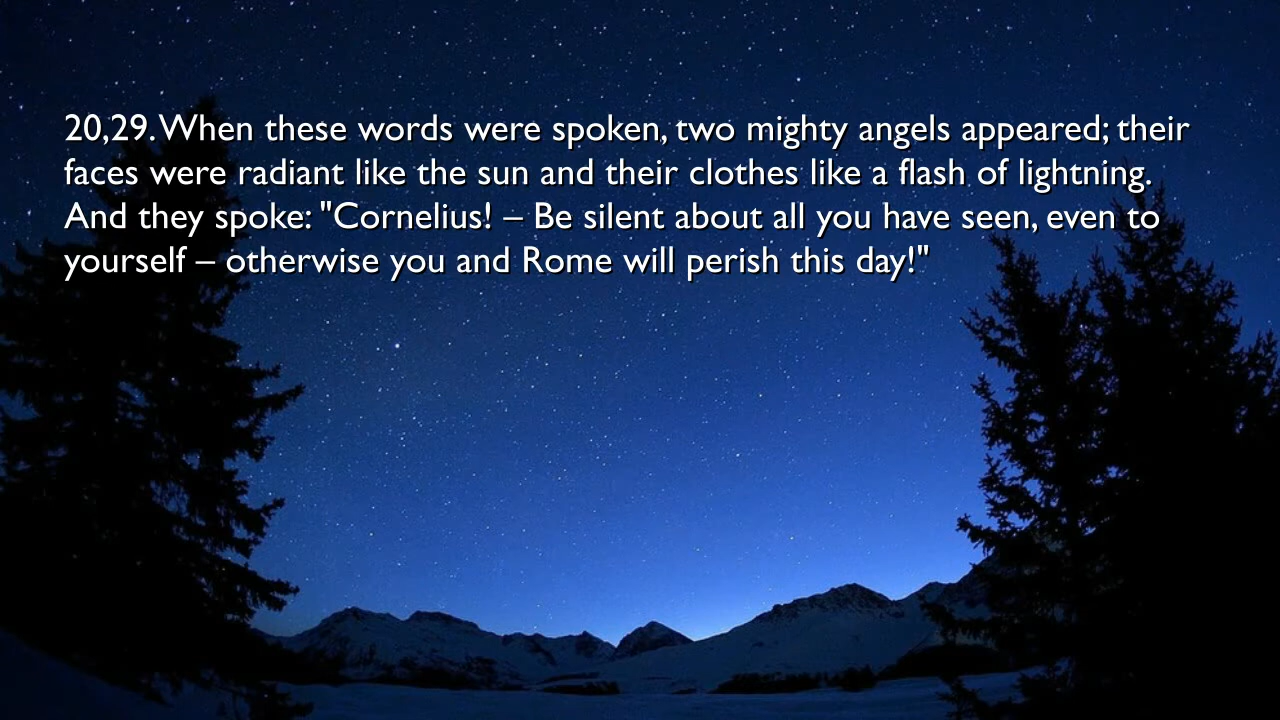 20,29. When these words were spoken, two mighty angels appeared; their
faces were radiant like the sun and their clothes like a flash of lightning.
And they spoke: "Cornelius! – Be silent about all you have seen, even to
yourself – otherwise you and Rome will perish this day!"